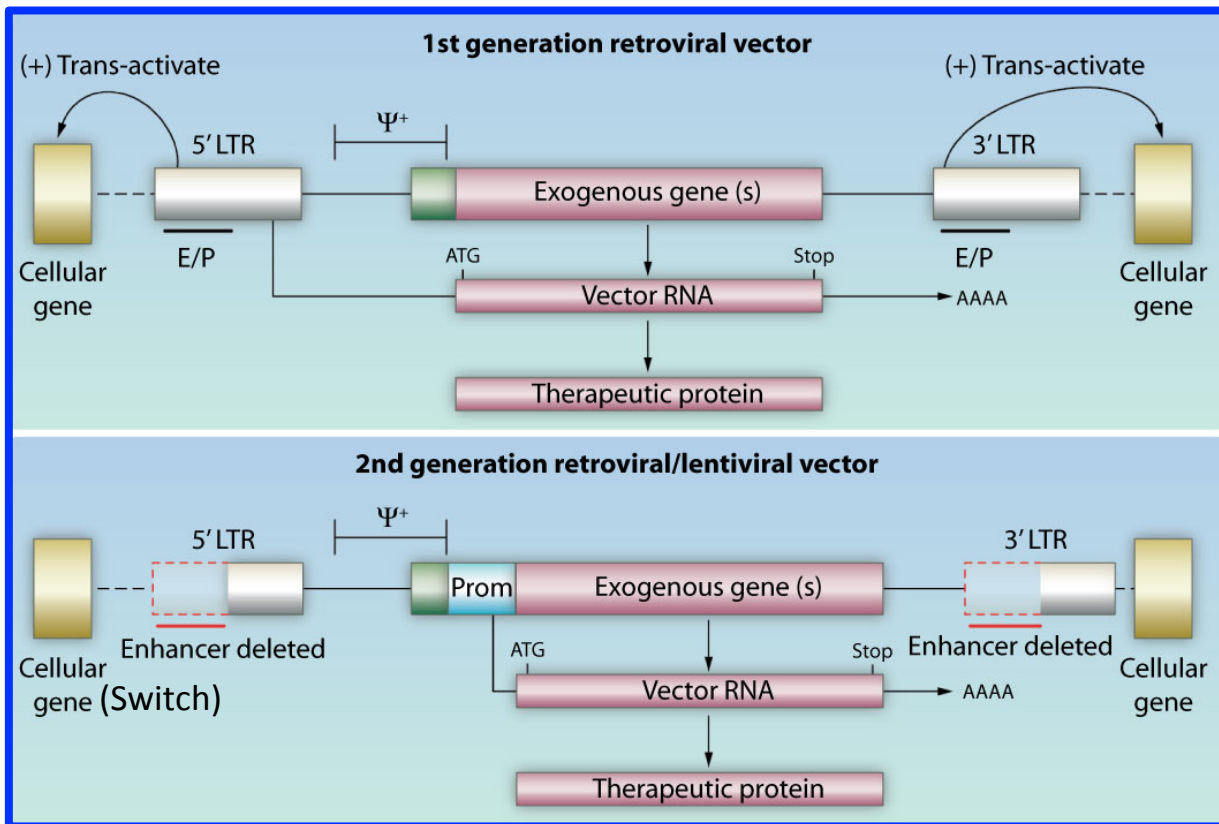 1st generation retroviral vector
(+) Trans-activate
(+) Trans-activate
Ψ+
5' LTR
3' LTR
Exogenous gene (s)
E/P
E/P
Cellular
gene
Cellular
gene
ATG
Stop
Vector RNA
AAAA
Therapeutic protein
2nd generation retroviral/lentiviral vector
Ψ+
5' LTR
3' LTR
Prom
Exogenous gene (s)
Enhancer deleted
Enhancer deleted
Cellular
gene (Switch)
Cellular
gene
ATG
Stop
Vector RNA
AAAA
Therapeutic protein